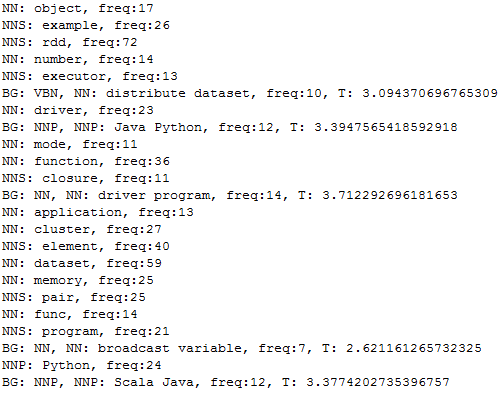 NN: object, freq:17
NNS: example, freq:26
NNS: rdd, freq:72
NN: number, freq:14
NNS: executor, freq:13
BG: VBN, NN: distribute dataset, freq:10, T: 3.094370696765309
NN: driver, freq:23
BG: NNP, NNP: Java Python, freq:12, T: 3.3947565418592918
NN: mode, freq:11
NN: function, freq:36
NNS: closure, freq:11
BG: NN, NN: driver program, freq:14, T: 3.712292696181653
NN: application, freq:13
NN: cluster, freq:27
NNS: element, freq:40
NN: dataset, freq:59
NN: memory, freq:25
NNS: pair, freq:25
NN: func, freq:14
NNS: program, freq:21
BG: NN, NN: broadcast variable, freq:7, T: 2.621161265732325
NNP: Python, freq:24
BG: NNP, NNP: Scala Java, freq:12, T: 3.3774202735396757